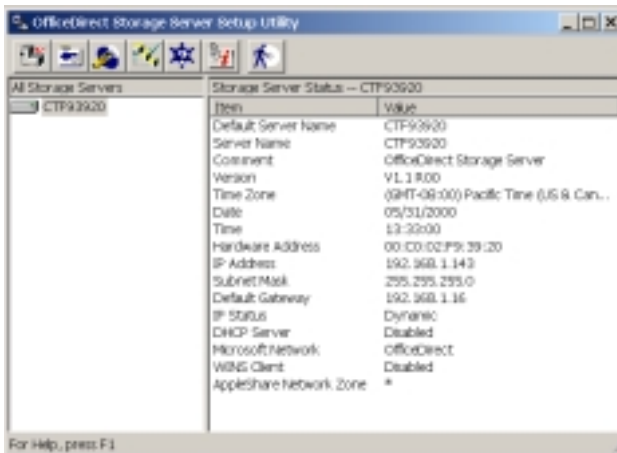 OfficeDirect Storage Server Setup Utility
All Storage Servers
CTF93920
Storage Server Status -- CTF93920
Item Value
Default Server Name CTF93920
Server Name CTF93920
Comment OfficeDirect Storage Server
Version V1.1R00
Time Zone (GMT-08:00) Pacific Time (US & Can...
Date 05/31/2000
Time 13:33:00
Hardware Address 00:C0:02:F9:39:20
IP Address 192.168.1.143
Subnet Mask 255.255.255.0
Default Gateway 192.168.1.16
IP Status Dynamic
DHCP Server Disabled
Microsoft Network OfficeDirect
WINS Client Disabled
AppleShare Network Zone *
For Help, press F1